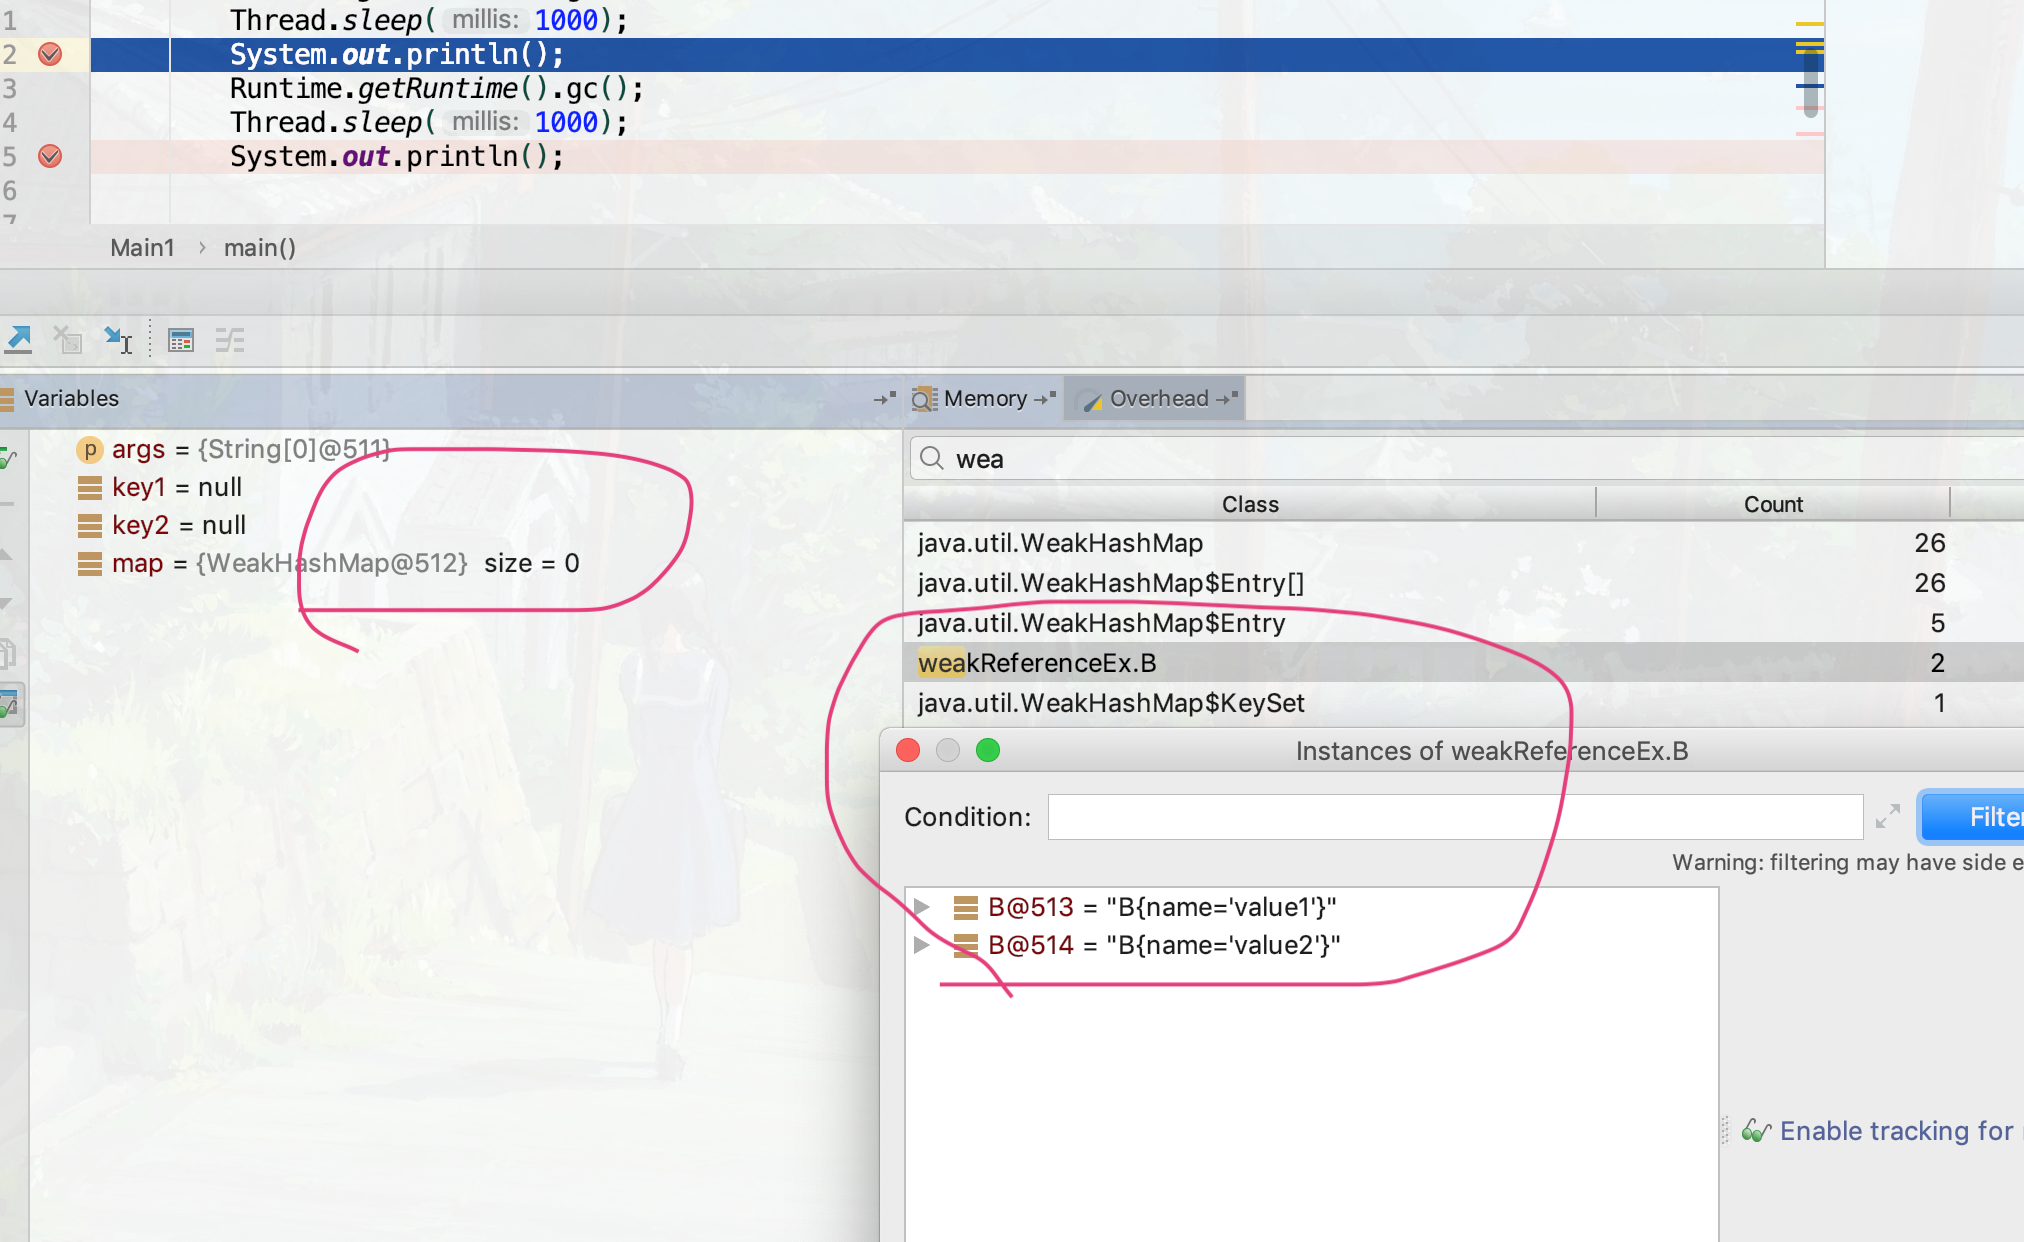 1 Thread.sleep( millis: 1000);
2 System.out.println();
3 Runtime.getRuntime().gc();
4 Thread.sleep( millis: 1000);
5 System.out.println();
6
7
Main1 › main()
Variables
Memory
Overhead
p args = {String[0]@511}
key1 = null
key2 = null
map = {WeakHashMap@512} size = 0
wea
Class Count
java.util.WeakHashMap 26
java.util.WeakHashMap$Entry[] 26
java.util.WeakHashMap$Entry 5
weakReferenceEx.B 2
java.util.WeakHashMap$KeySet 1
Instances of weakReferenceEx.B
Condition:
Filte
Warning: filtering may have side e
B@513 = "B{name='value1'}"
B@514 = "B{name='value2'}"
Enable tracking for